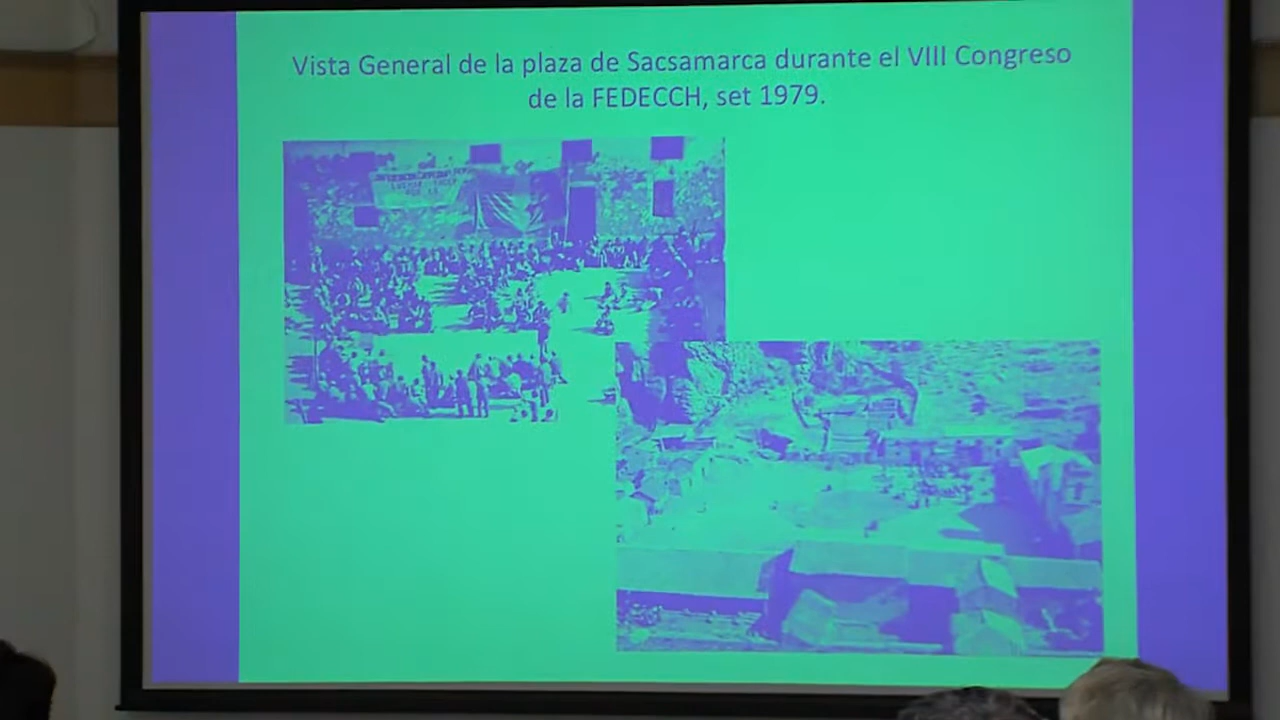 Vista General de la plaza de Sacsamarca durante el VIII Congreso
de la FEDECCH, set 1979.